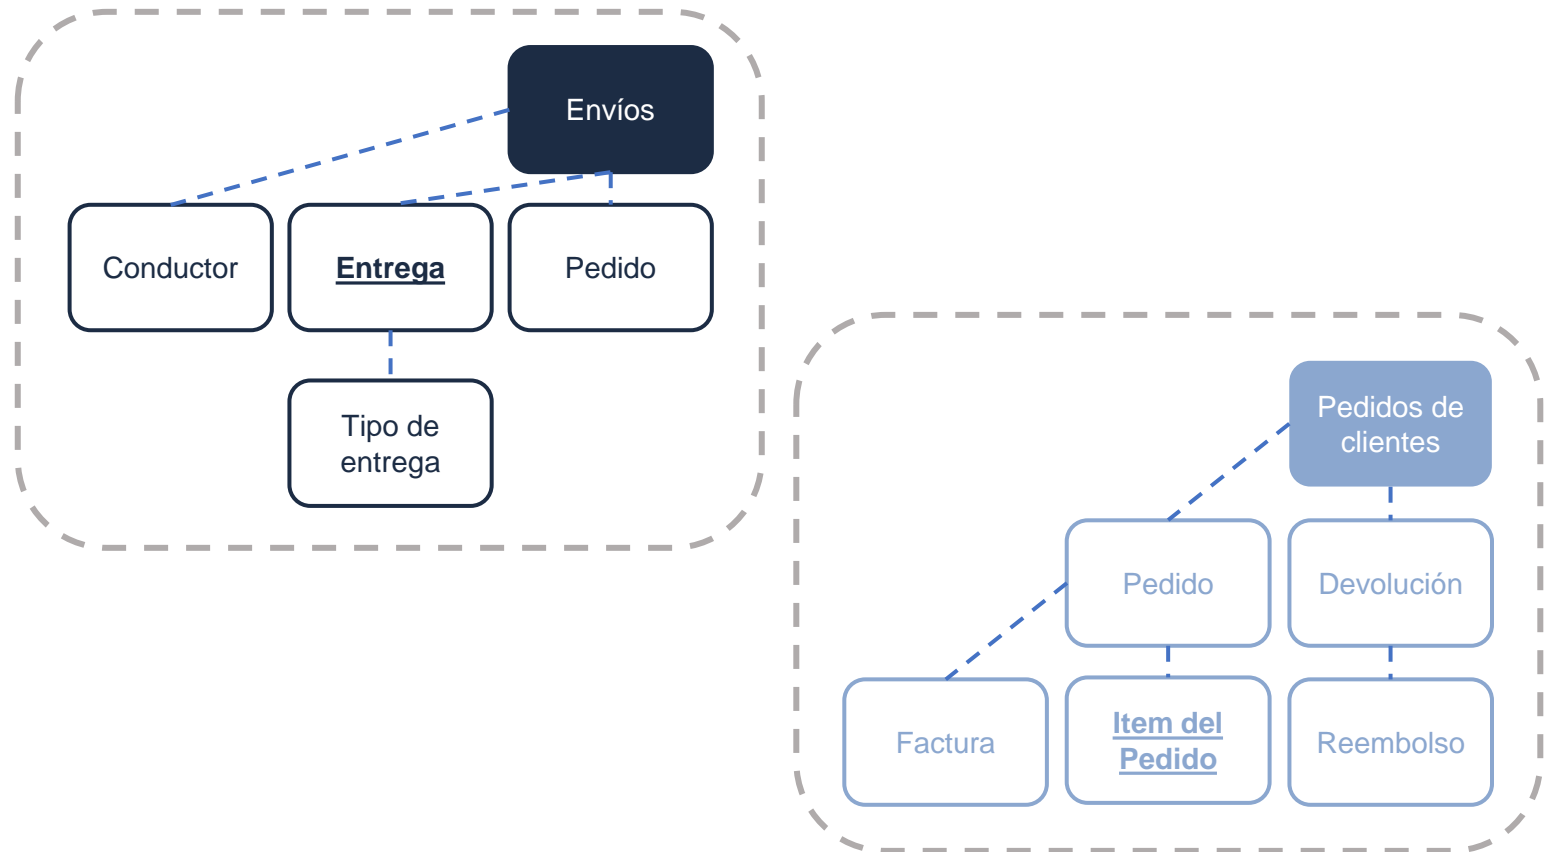 Envíos
Conductor
Entrega
Pedido
Tipo de
entrega
Pedidos de
clientes
Pedido
Devolución
Factura
Item del
Pedido
Reembolso